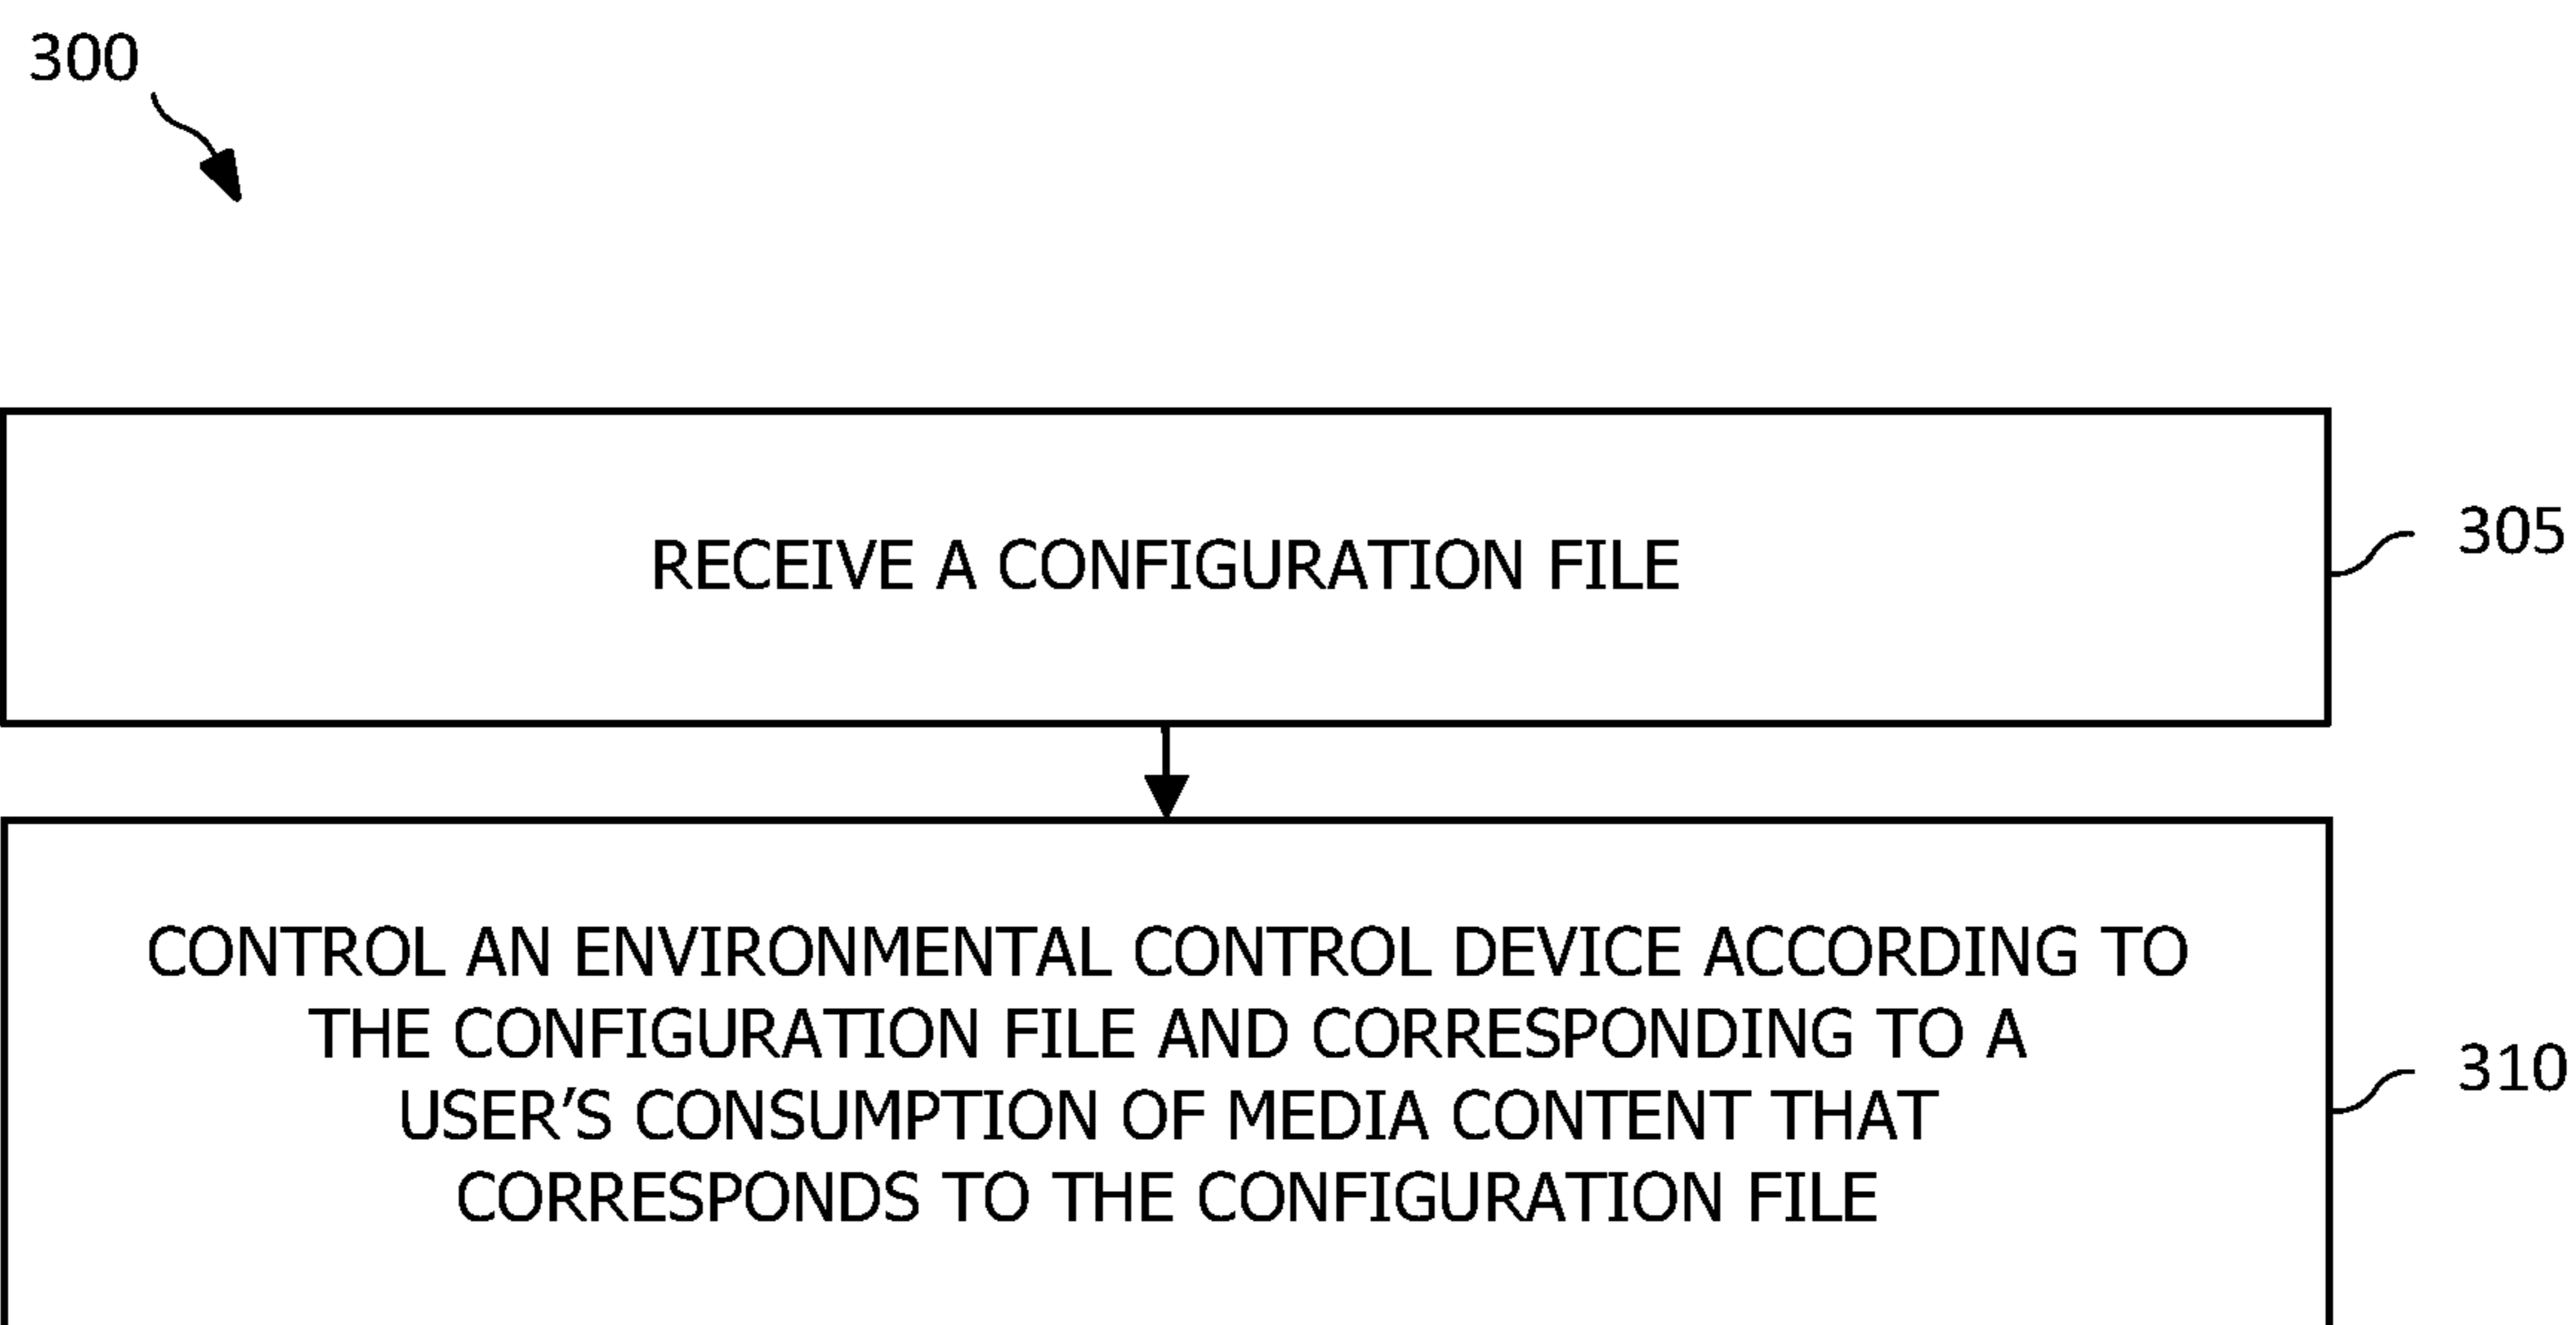 300
RECEIVE A CONFIGURATION FILE
305
CONTROL AN ENVIRONMENTAL CONTROL DEVICE ACCORDING TO
THE CONFIGURATION FILE AND CORRESPONDING TO A
USER’S CONSUMPTION OF MEDIA CONTENT THAT
CORRESPONDS TO THE CONFIGURATION FILE
310